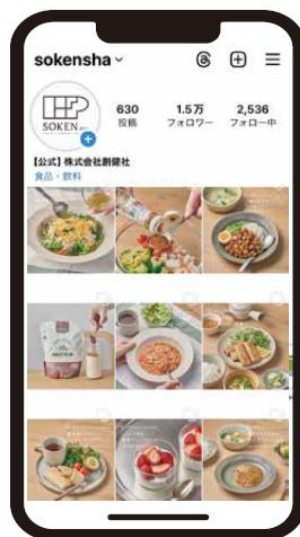 sokensha
630
1.5万
2,536
投稿
フォロワー
フォロー中
SOKEN
【公式】株式会社創健社
食品・飲料